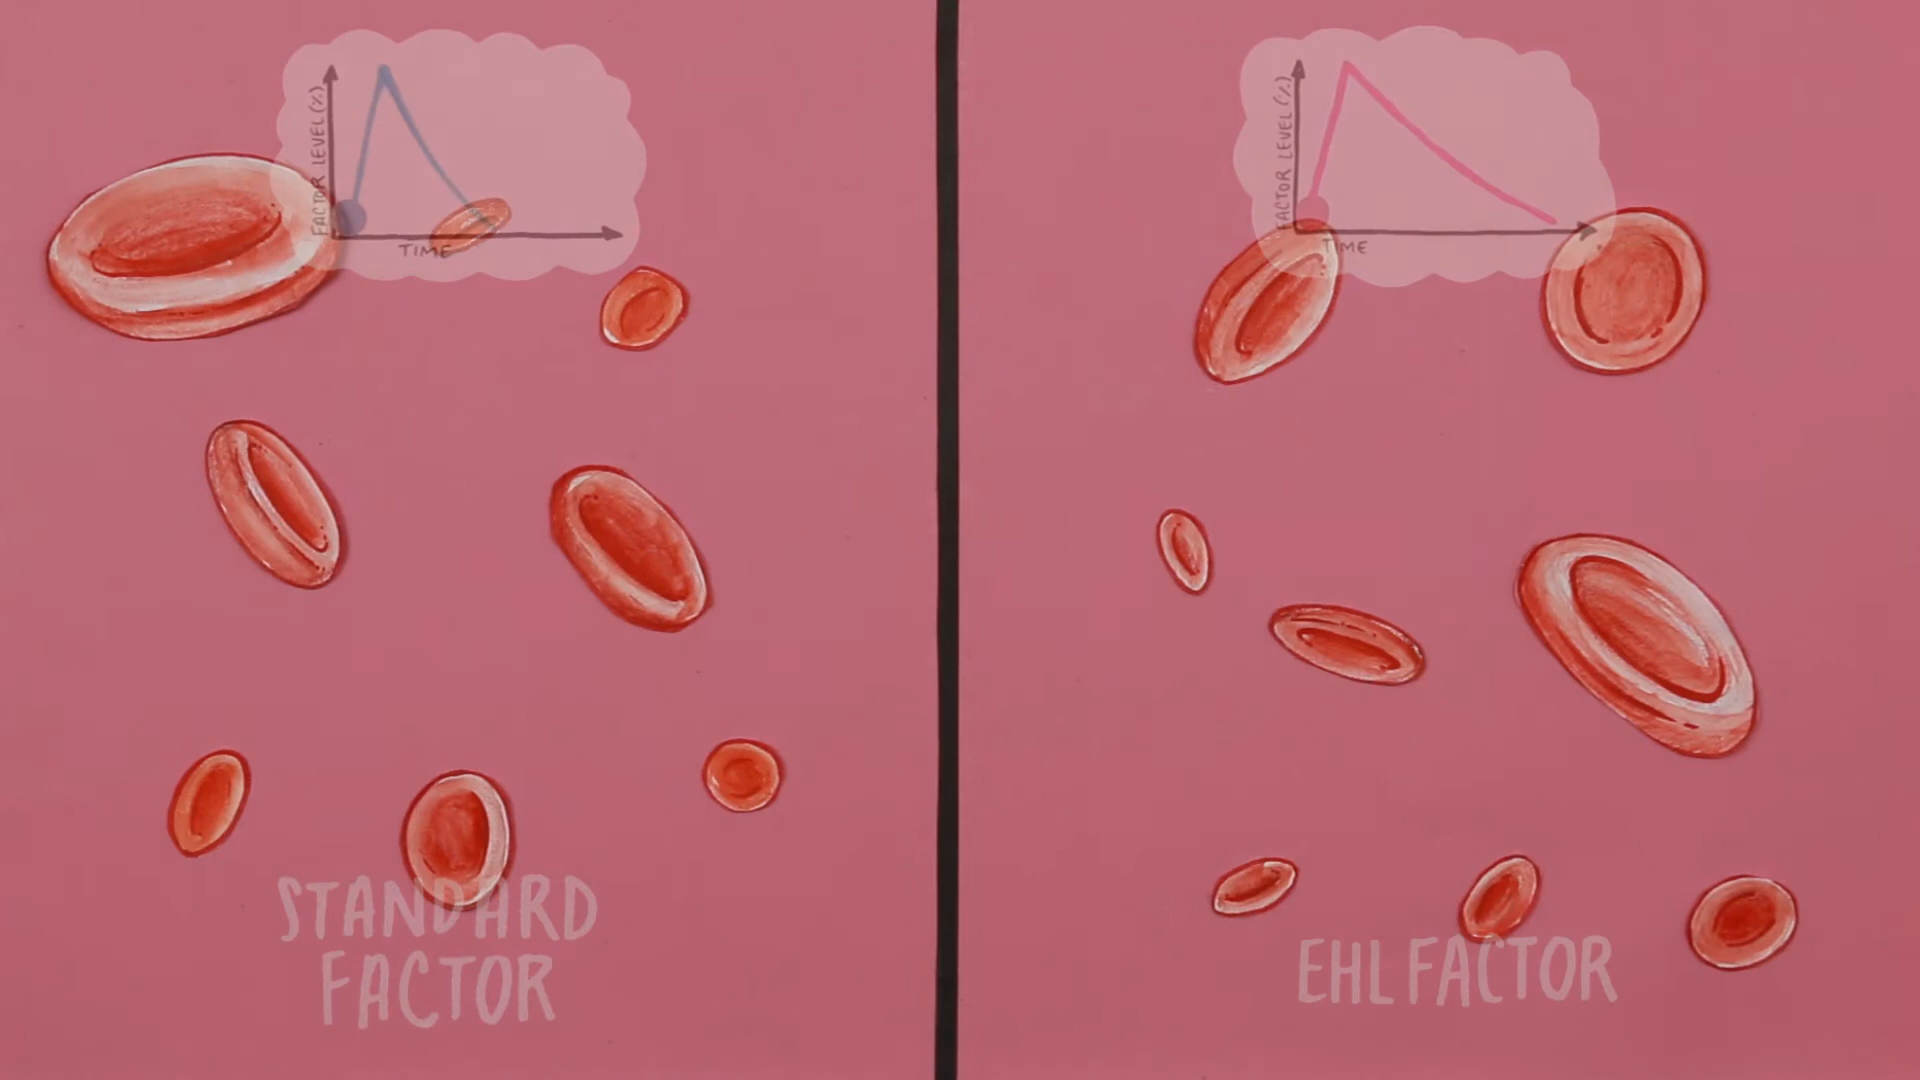 FACTOR LEVEL (%)
TIME
FACTOR LEVEL (%)
TIME
STANDARD
FACTOR
EHL FACTOR